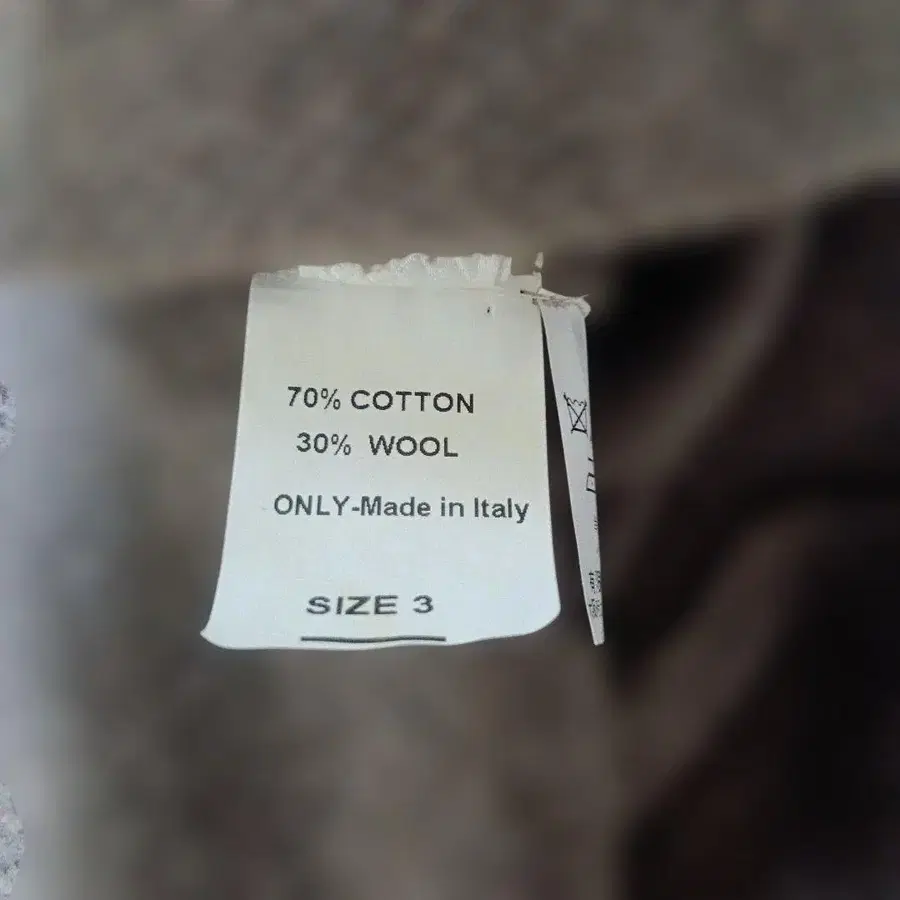 70% COTTON
30% WOOL
ONLY-Made in Italy
SIZE 3